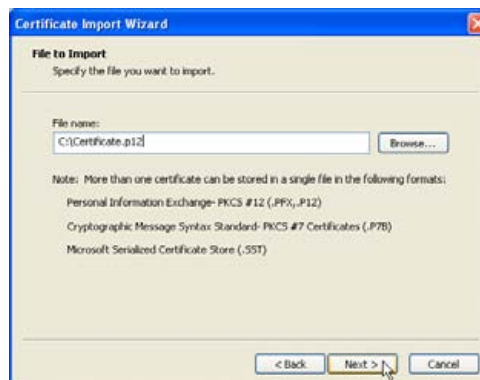 Certificate Import Wizard
File to Import
Specify the file you want to import.
File name:
C:\Certificate.p12
Browse...
Note: More than one certificate can be stored in a single file in the following formats:
Personal Information Exchange- PKCS #12 (.PFX,.P12)
Cryptographic Message Syntax Standard- PKCS #7 Certificates (.P7B)
Microsoft Serialized Certificate Store (.SST)
< Back Next > Cancel